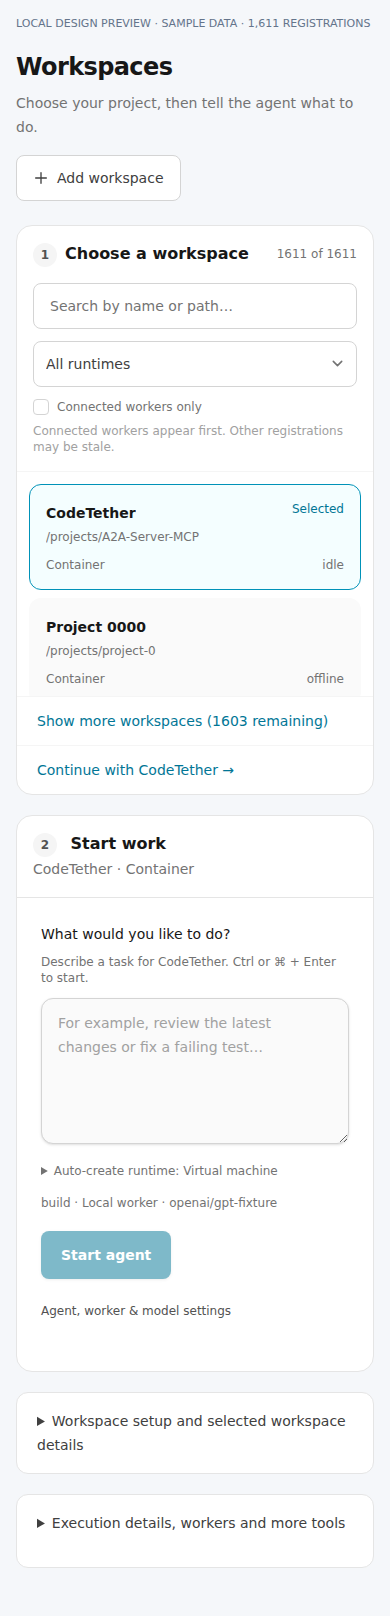 LOCAL DESIGN PREVIEW · SAMPLE DATA · 1,611 REGISTRATIONS
Workspaces
Choose your project, then tell the agent what to
do.
+ Add workspace
1 Choose a workspace 1611 of 1611
Search by name or path…
All runtimes
Connected workers only
Connected workers appear first. Other registrations
may be stale.
CodeTether Selected
/projects/A2A-Server-MCP
Container idle
Project 0000
/projects/project-0
Container offline
Show more workspaces (1603 remaining)
Continue with CodeTether →
2 Start work
CodeTether · Container
What would you like to do?
Describe a task for CodeTether. Ctrl or ⌘ + Enter
to start.
For example, review the latest
changes or fix a failing test…
▶ Auto-create runtime: Virtual machine
build · Local worker · openai/gpt-fixture
Start agent
Agent, worker & model settings
▶ Workspace setup and selected workspace
details
▶ Execution details, workers and more tools